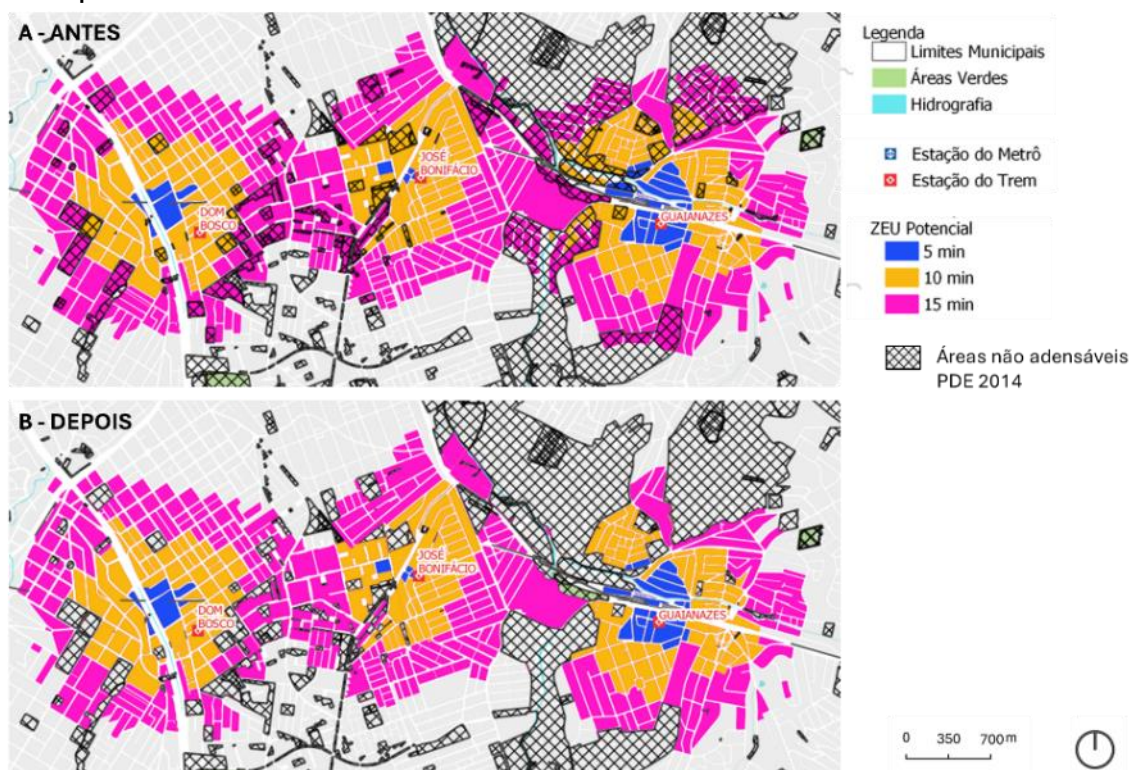 A - ANTES
DOM
BOSCO
JOSÉ
BONIFÁCIO
GUAIANAZES
Legenda
Limites Municipais
Áreas Verdes
Hidrografia
Estação do Metrô
Estação do Trem
ZEU Potencial
5 min
10 min
15 min
Áreas não adensáveis
PDE 2014
B - DEPOIS
DOM
BOSCO
JOSÉ
BONIFÁCIO
GUAIANAZES
0 350 700 m